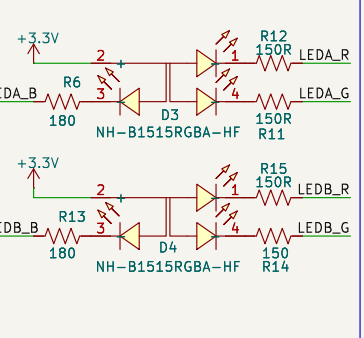 +3.3V
R12
150R
2
1
LEDA_R
R6
EDA_B
3
4
LEDA_G
180
D3
150R
R11
NH-B1515RGBA-HF
+3.3V
R15
150R
2
1
LEDB_R
R13
EDB_B
3
4
LEDB_G
180
D4
150
R14
NH-B1515RGBA-HF